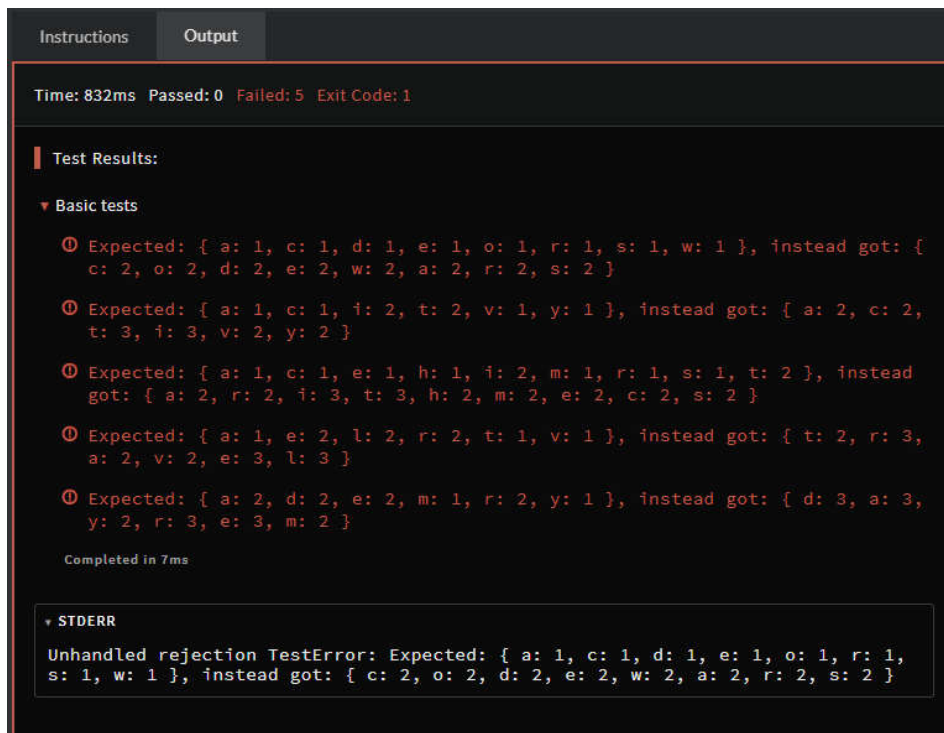 Instructions Output
Time: 832ms Passed: 0 Failed: 5 Exit Code: 1
Test Results:
Basic tests
Expected: { a: 1, c: 1, d: 1, e: 1, o: 1, r: 1, s: 1, w: 1 }, instead got: {
c: 2, o: 2, d: 2, e: 2, w: 2, a: 2, r: 2, s: 2 }
Expected: { a: 1, c: 1, i: 2, t: 2, v: 1, y: 1 }, instead got: { a: 2, c: 2,
t: 3, i: 3, v: 2, y: 2 }
Expected: { a: 1, c: 1, e: 1, h: 1, i: 2, m: 1, r: 1, s: 1, t: 2 }, instead
got: { a: 2, r: 2, i: 3, t: 3, h: 2, m: 2, e: 2, c: 2, s: 2 }
Expected: { a: 1, e: 2, l: 2, r: 2, t: 1, v: 1 }, instead got: { t: 2, r: 3,
a: 2, v: 2, e: 3, l: 3 }
Expected: { a: 2, d: 2, e: 2, m: 1, r: 2, y: 1 }, instead got: { d: 3, a: 3,
y: 2, r: 3, e: 3, m: 2 }
Completed in 7ms
STDERR
Unhandled rejection TestError: Expected: { a: 1, c: 1, d: 1, e: 1, o: 1, r: 1,
s: 1, w: 1 }, instead got: { c: 2, o: 2, d: 2, e: 2, w: 2, a: 2, r: 2, s: 2 }